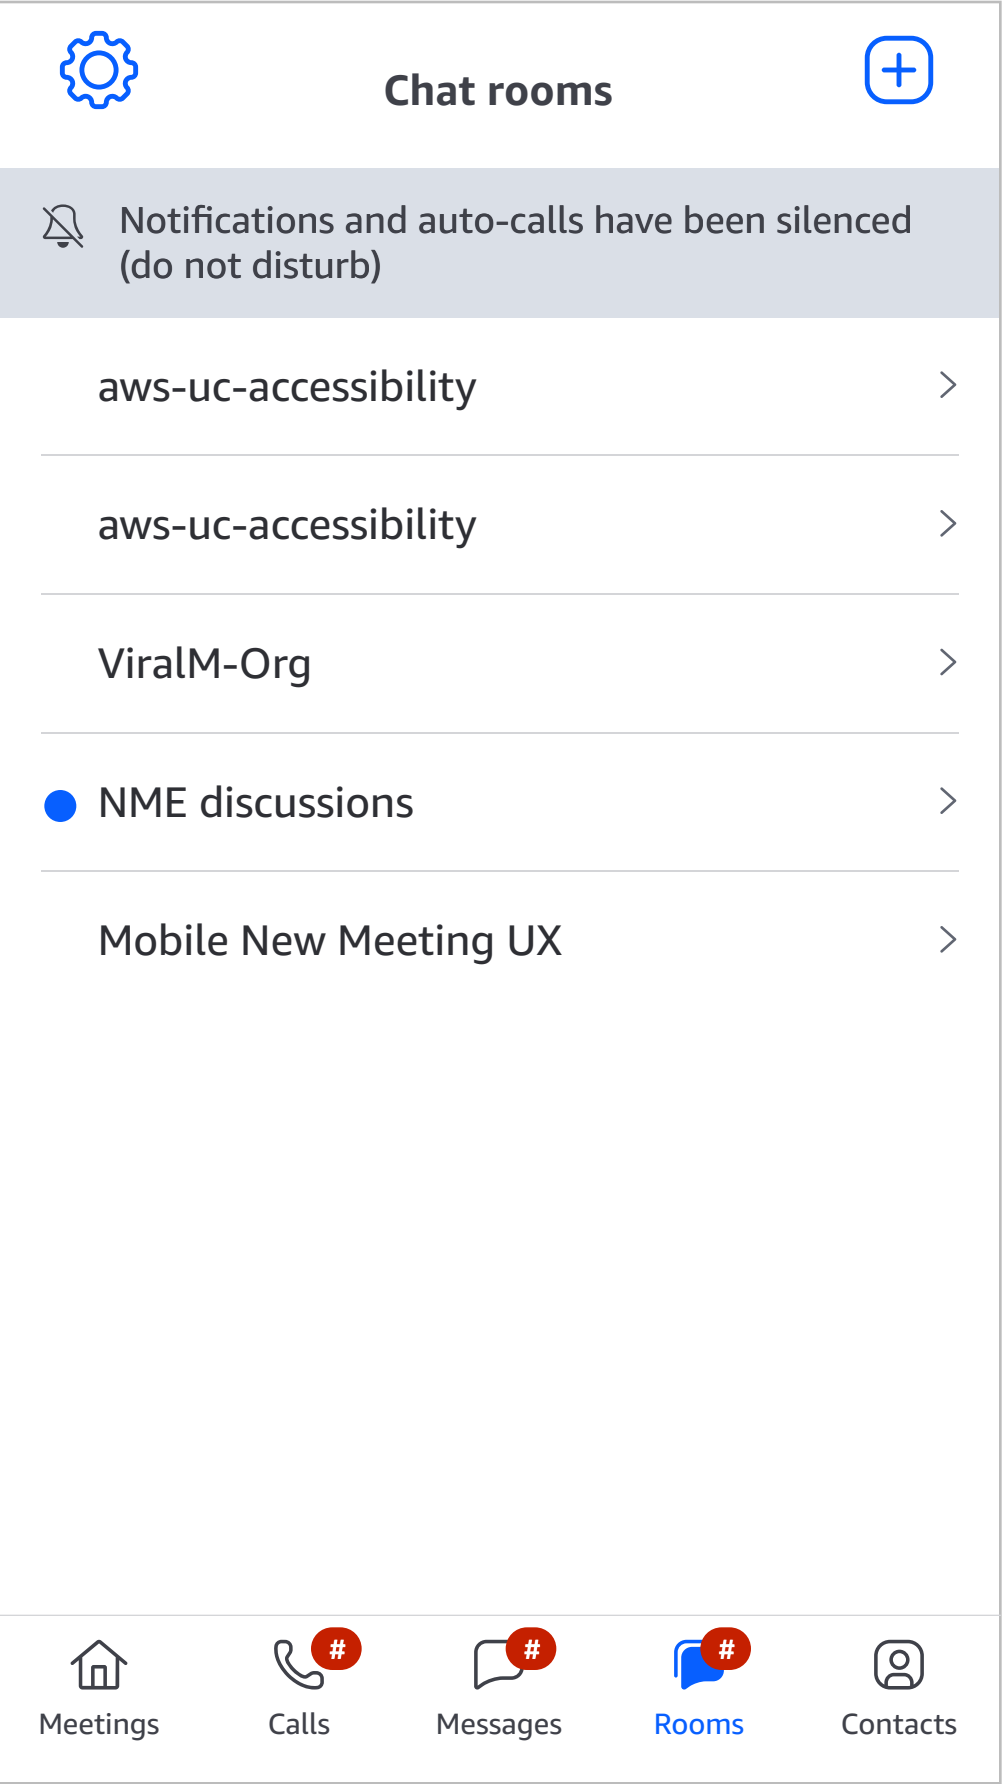 Chat rooms
Notifications and auto-calls have been silenced
(do not disturb)
aws-uc-accessibility
aws-uc-accessibility
ViralM-Org
NME discussions
Mobile New Meeting UX
# # #
Meetings Calls Messages Rooms Contacts